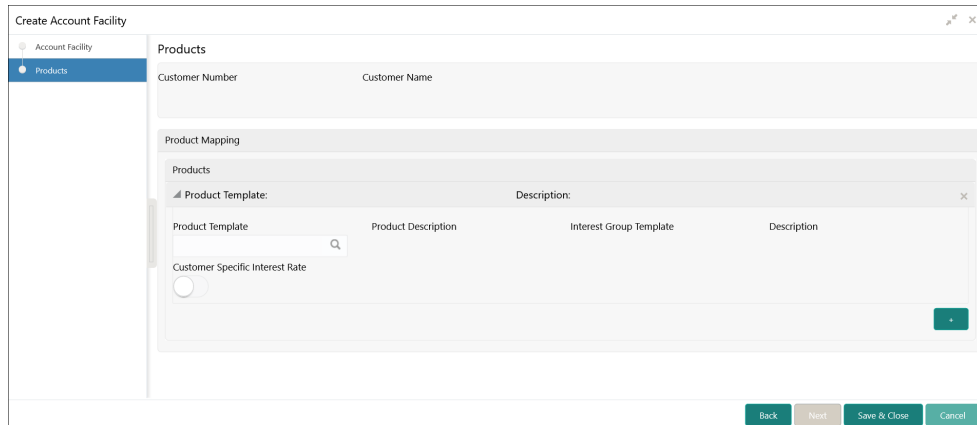 Create Account Facility
Account Facility
Products
Products
Customer Number Customer Name
Product Mapping
Products
Product Template: Description:
Product Template Product Description Interest Group Template Description
Customer Specific Interest Rate
+
Back Next Save & Close Cancel